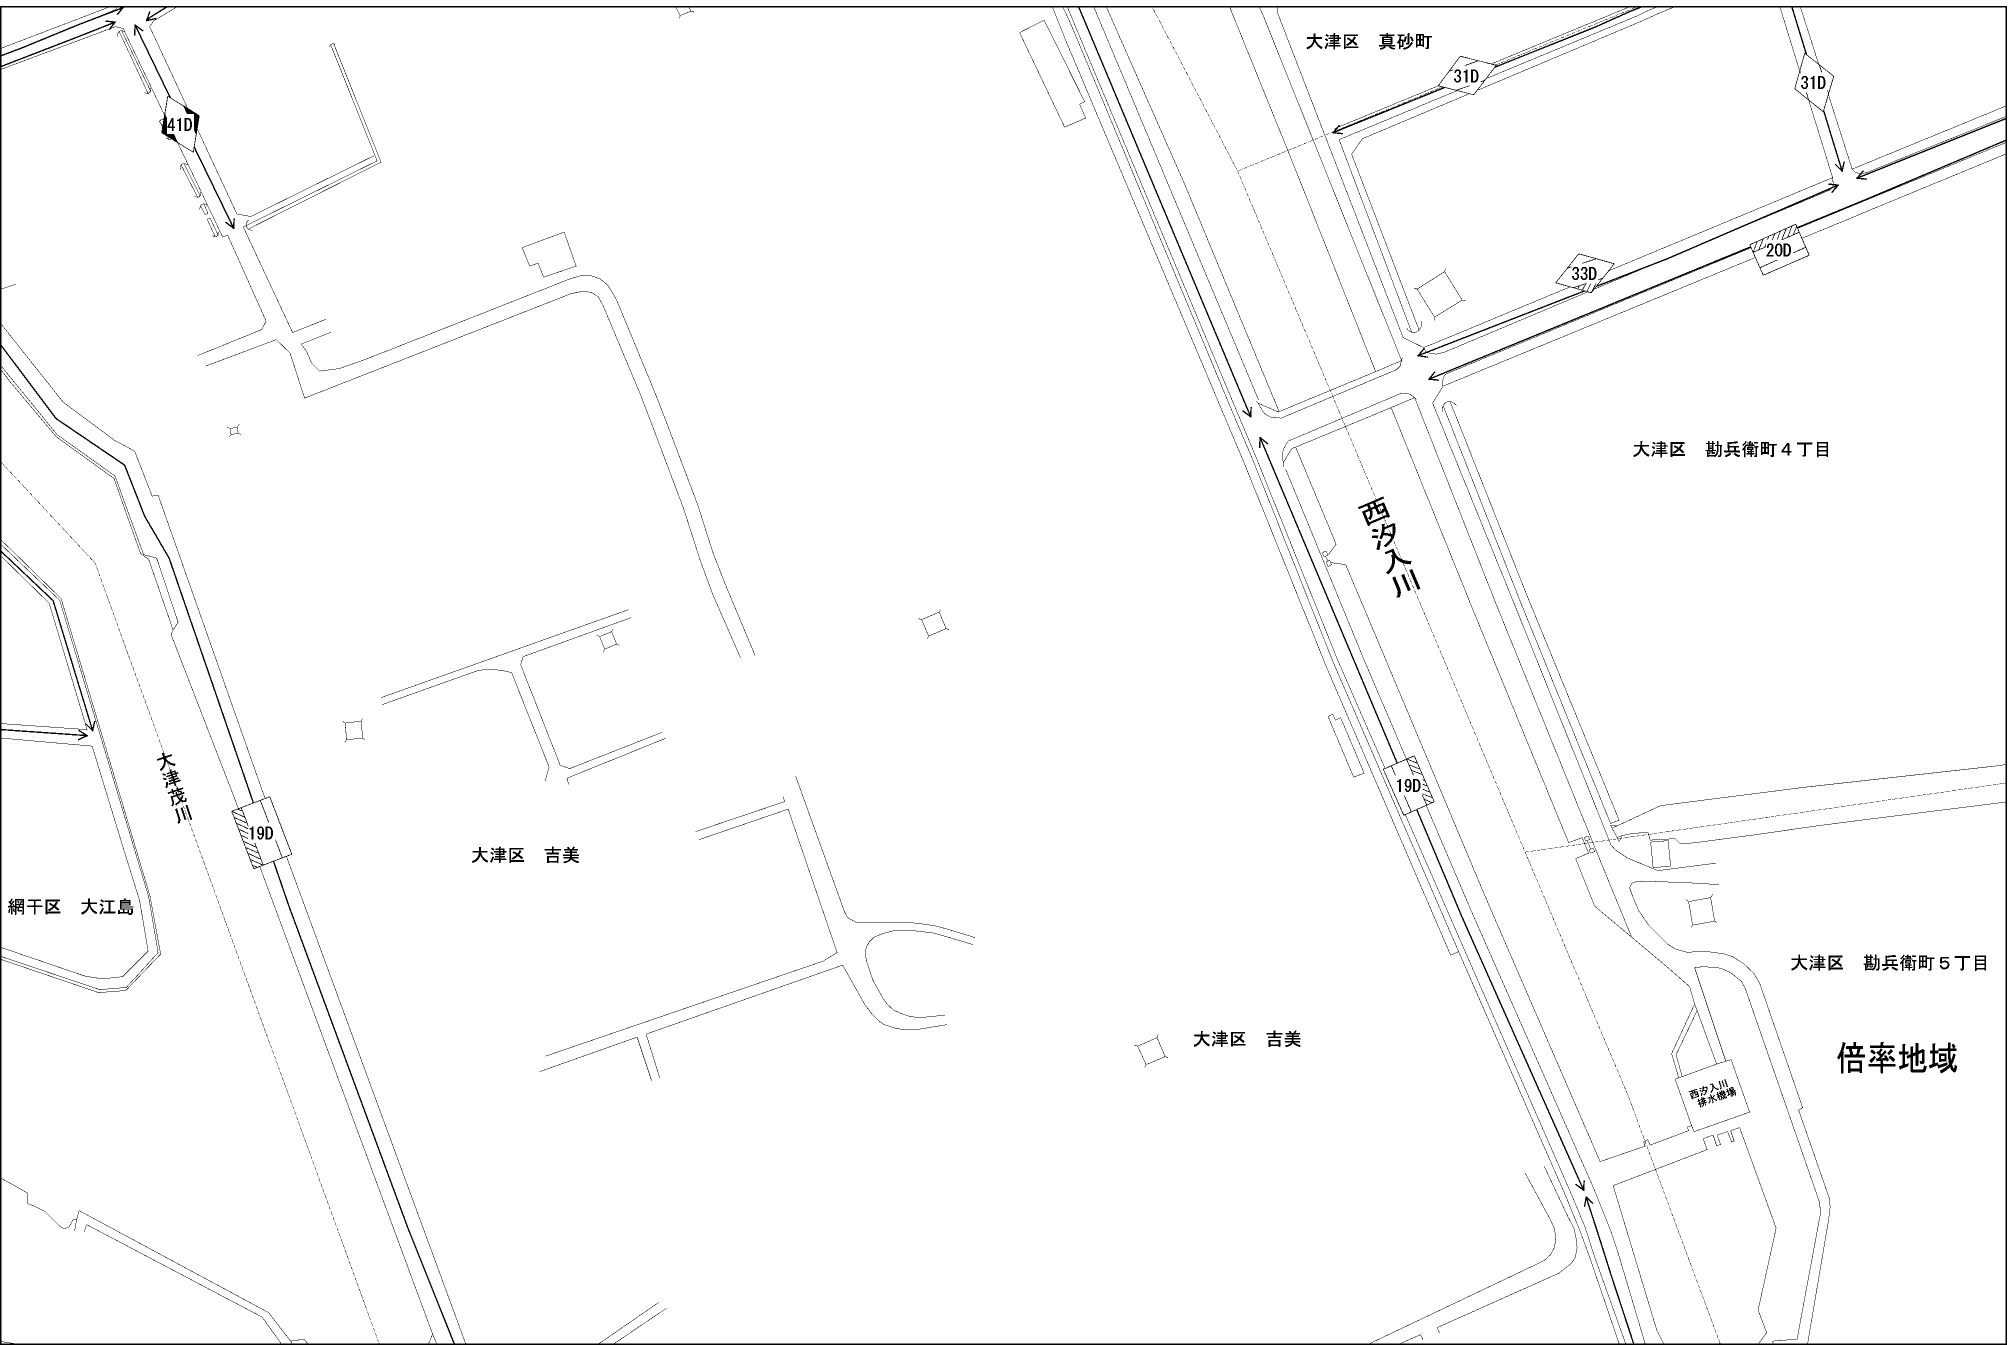 大津区　真砂町
31D
31D
41D
20D
33D
大津区　勘兵衛町４丁目
西汐入川
大津茂川
19D
19D
大津区　吉美
網干区　大江島
大津区　勘兵衛町５丁目
大津区　吉美
倍率地域
西汐入川
排水機場